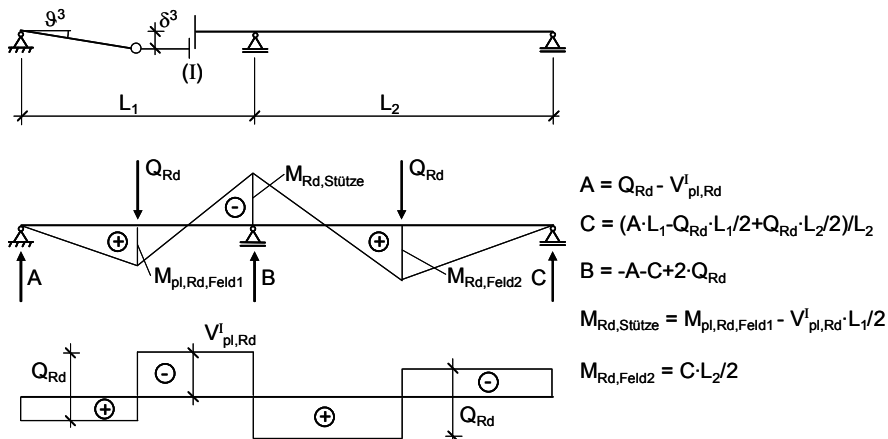 ϑ³
δ³
(I)
L₁
L₂
Q_Rd
M_Rd,Stütze
Q_Rd
A
M_pl,Rd,Feld1
B
M_Rd,Feld2
C
A = Q_Rd - V^I_pl,Rd
C = (A·L₁-Q_Rd·L₁/2+Q_Rd·L₂/2)/L₂
B = -A-C+2·Q_Rd
M_Rd,Stütze = M_pl,Rd,Feld1 - V^I_pl,Rd·L₁/2
M_Rd,Feld2 = C·L₂/2
V^I_pl,Rd
Q_Rd
Q_Rd